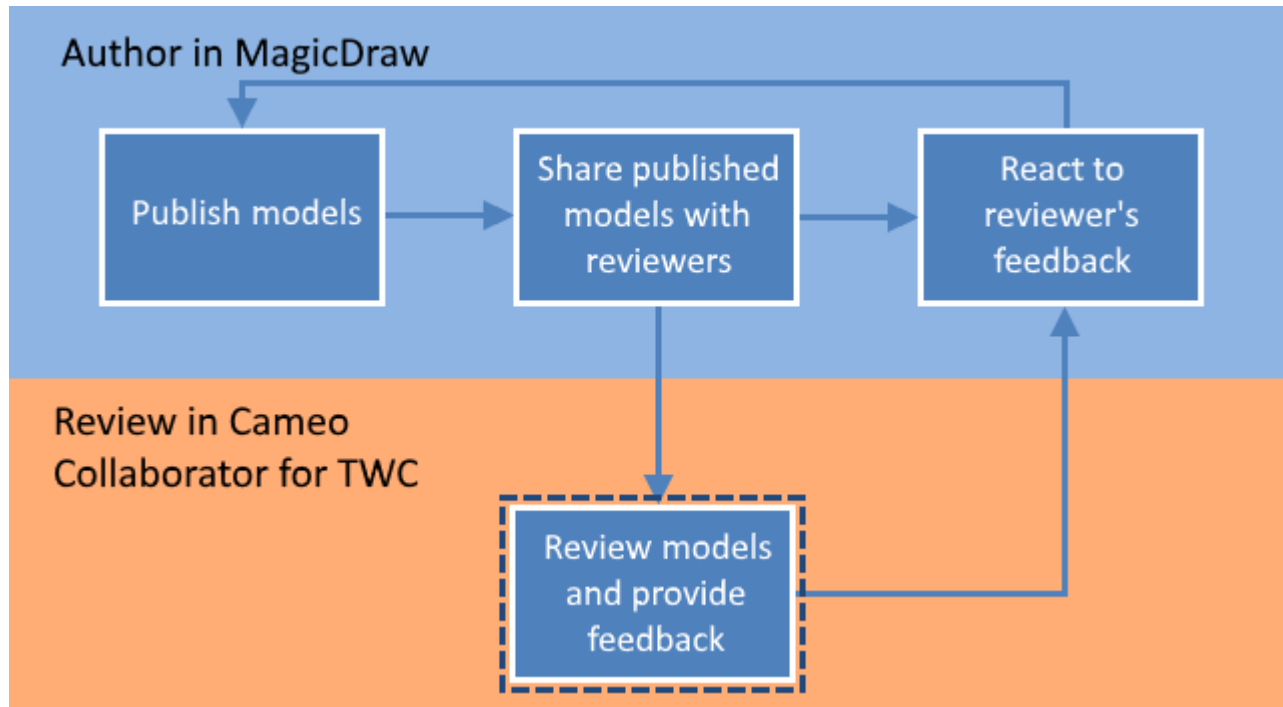 Author in MagicDraw
Publish models
Share published
models with
reviewers
React to
reviewer's
feedback
Review in Cameo
Collaborator for TWC
Review models
and provide
feedback